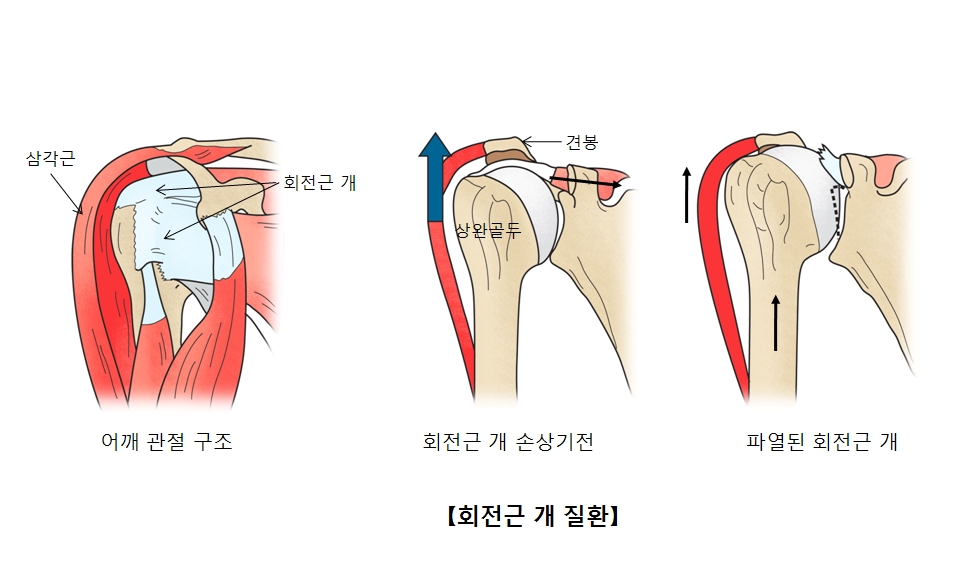 삼각근
회전근 개
견봉
상완골두
어깨 관절 구조
회전근 개 손상기전
파열된 회전근 개
【회전근 개 질환】